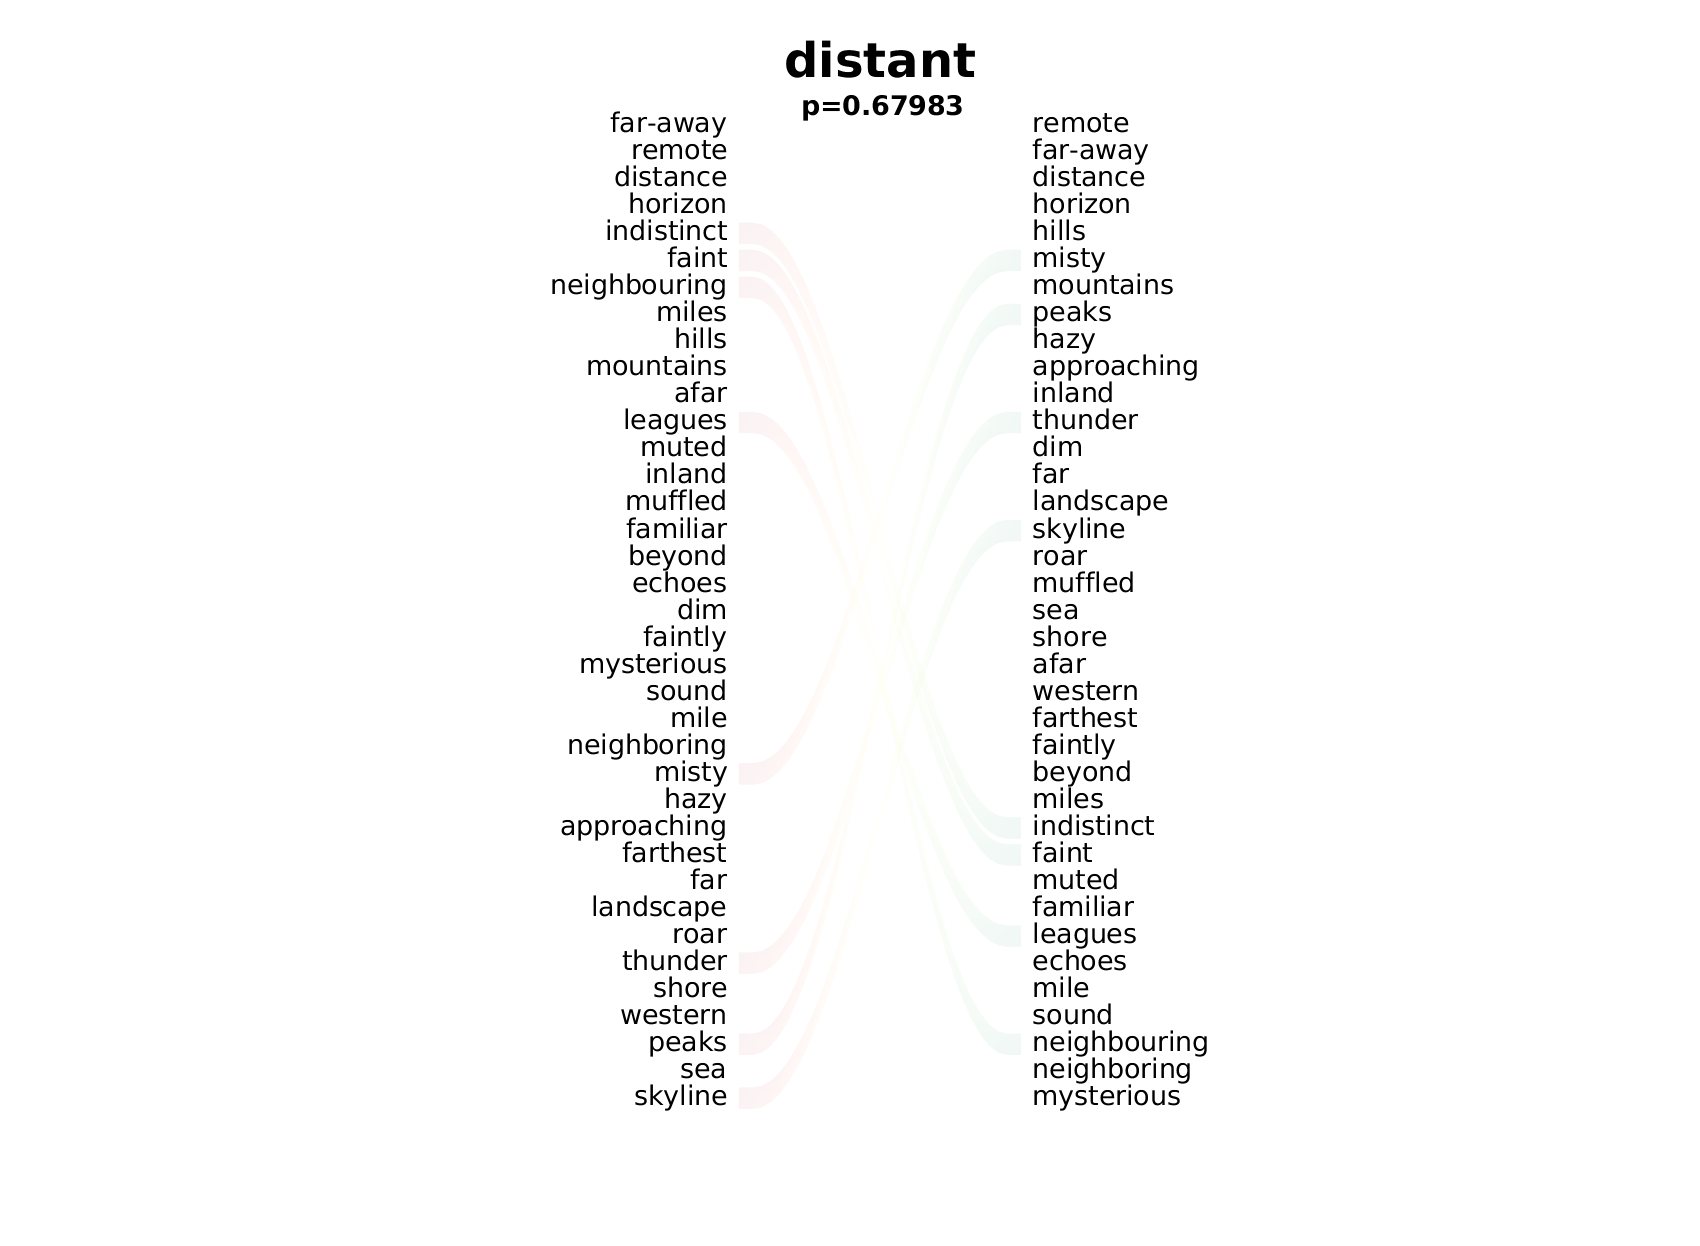 distant
p=0.67983
far-away remote
remote far-away
distance distance
horizon horizon
indistinct hills
faint misty
neighbouring mountains
miles peaks
hills hazy
mountains approaching
afar inland
leagues thunder
muted dim
inland far
muffled landscape
familiar skyline
beyond roar
echoes muffled
dim sea
faintly shore
mysterious afar
sound western
mile farthest
neighboring faintly
misty beyond
hazy miles
approaching indistinct
farthest faint
far muted
landscape familiar
roar leagues
thunder echoes
shore mile
western sound
peaks neighbouring
sea neighboring
skyline mysterious